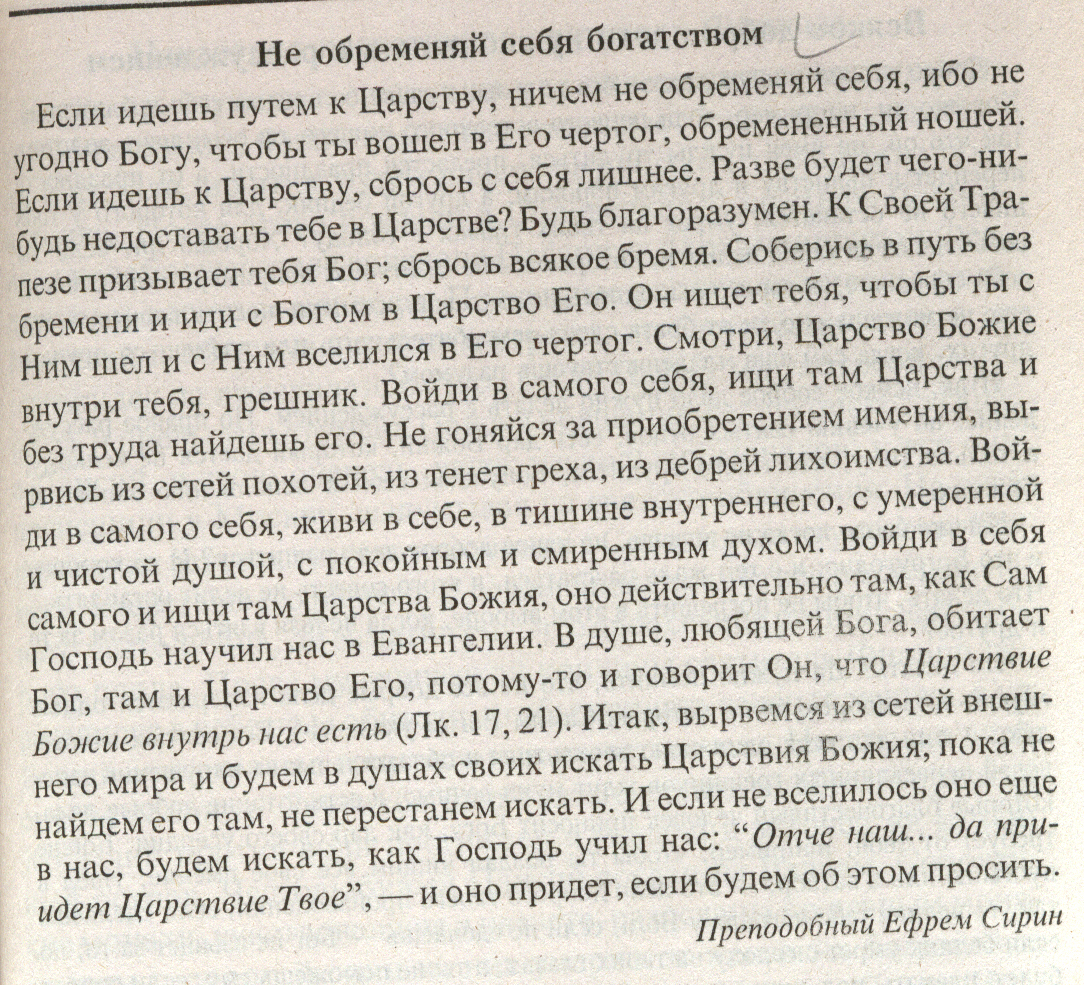 Не обременяй себя богатством
Если идешь путем к Царству, ничем не обременяй себя, ибо не
угодно Богу, чтобы ты вошел в Его чертог, обремененный ношей.
Если идешь к Царству, сбрось с себя лишнее. Разве будет чего-ни-
будь недоставать тебе в Царстве? Будь благоразумен. К Своей Тра-
пезе призывает тебя Бог; сбрось всякое бремя. Соберись в путь без
бремени и иди с Богом в Царство Его. Он ищет тебя, чтобы ты с
Ним шел и с Ним вселился в Его чертог. Смотри, Царство Божие
внутри тебя, грешник. Войди в самого себя, ищи там Царства и
без труда найдешь его. Не гоняйся за приобретением имения, вы-
рвись из сетей похотей, из тенет греха, из дебрей лихоимства. Вой-
ди в самого себя, живи в себе, в тишине внутреннего, с умеренной
и чистой душой, с покойным и смиренным духом. Войди в себя
самого и ищи там Царства Божия, оно действительно там, как Сам
Господь научил нас в Евангелии. В душе, любящей Бога, обитает
Бог, там и Царство Его, потому-то и говорит Он, что Царствие
Божие внутрь нас есть (Лк. 17, 21). Итак, вырвемся из сетей внеш-
него мира и будем в душах своих искать Царствия Божия; пока не
найдем его там, не перестанем искать. И если не вселилось оно еще
в нас, будем искать, как Господь учил нас: “Отче наш... да при-
идет Царствие Твое”, — и оно придет, если будем об этом просить.
Преподобный Ефрем Сирин